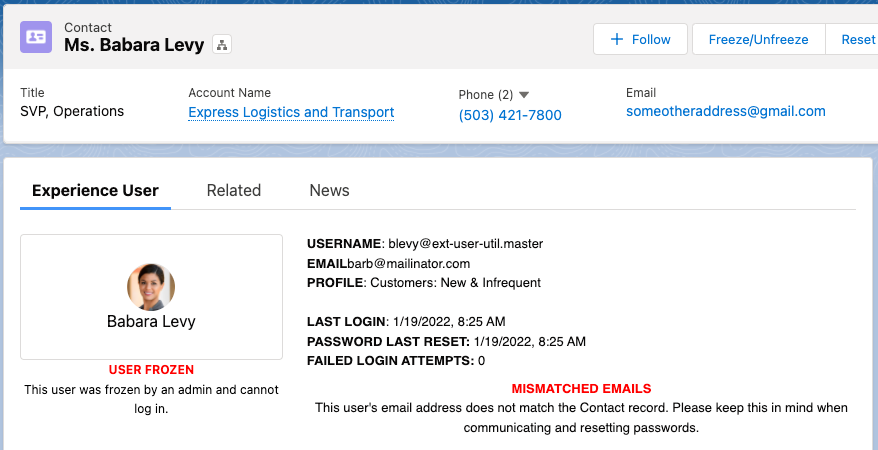 Contact
Ms. Babara Levy
Follow
Freeze/Unfreeze
Reset
Title
Account Name
Phone (2)
Email
SVP, Operations
Express Logistics and Transport
(503) 421-7800
someotheraddress@gmail.com
Experience User
Related
News
Babara Levy
USER FROZEN
This user was frozen by an admin and cannot
log in.
USERNAME: blevy@ext-user-util.master
EMAILbarb@mailinator.com
PROFILE: Customers: New & Infrequent
LAST LOGIN: 1/19/2022, 8:25 AM
PASSWORD LAST RESET: 1/19/2022, 8:25 AM
FAILED LOGIN ATTEMPTS: 0
MISMATCHED EMAILS
This user's email address does not match the Contact record. Please keep this in mind when
communicating and resetting passwords.